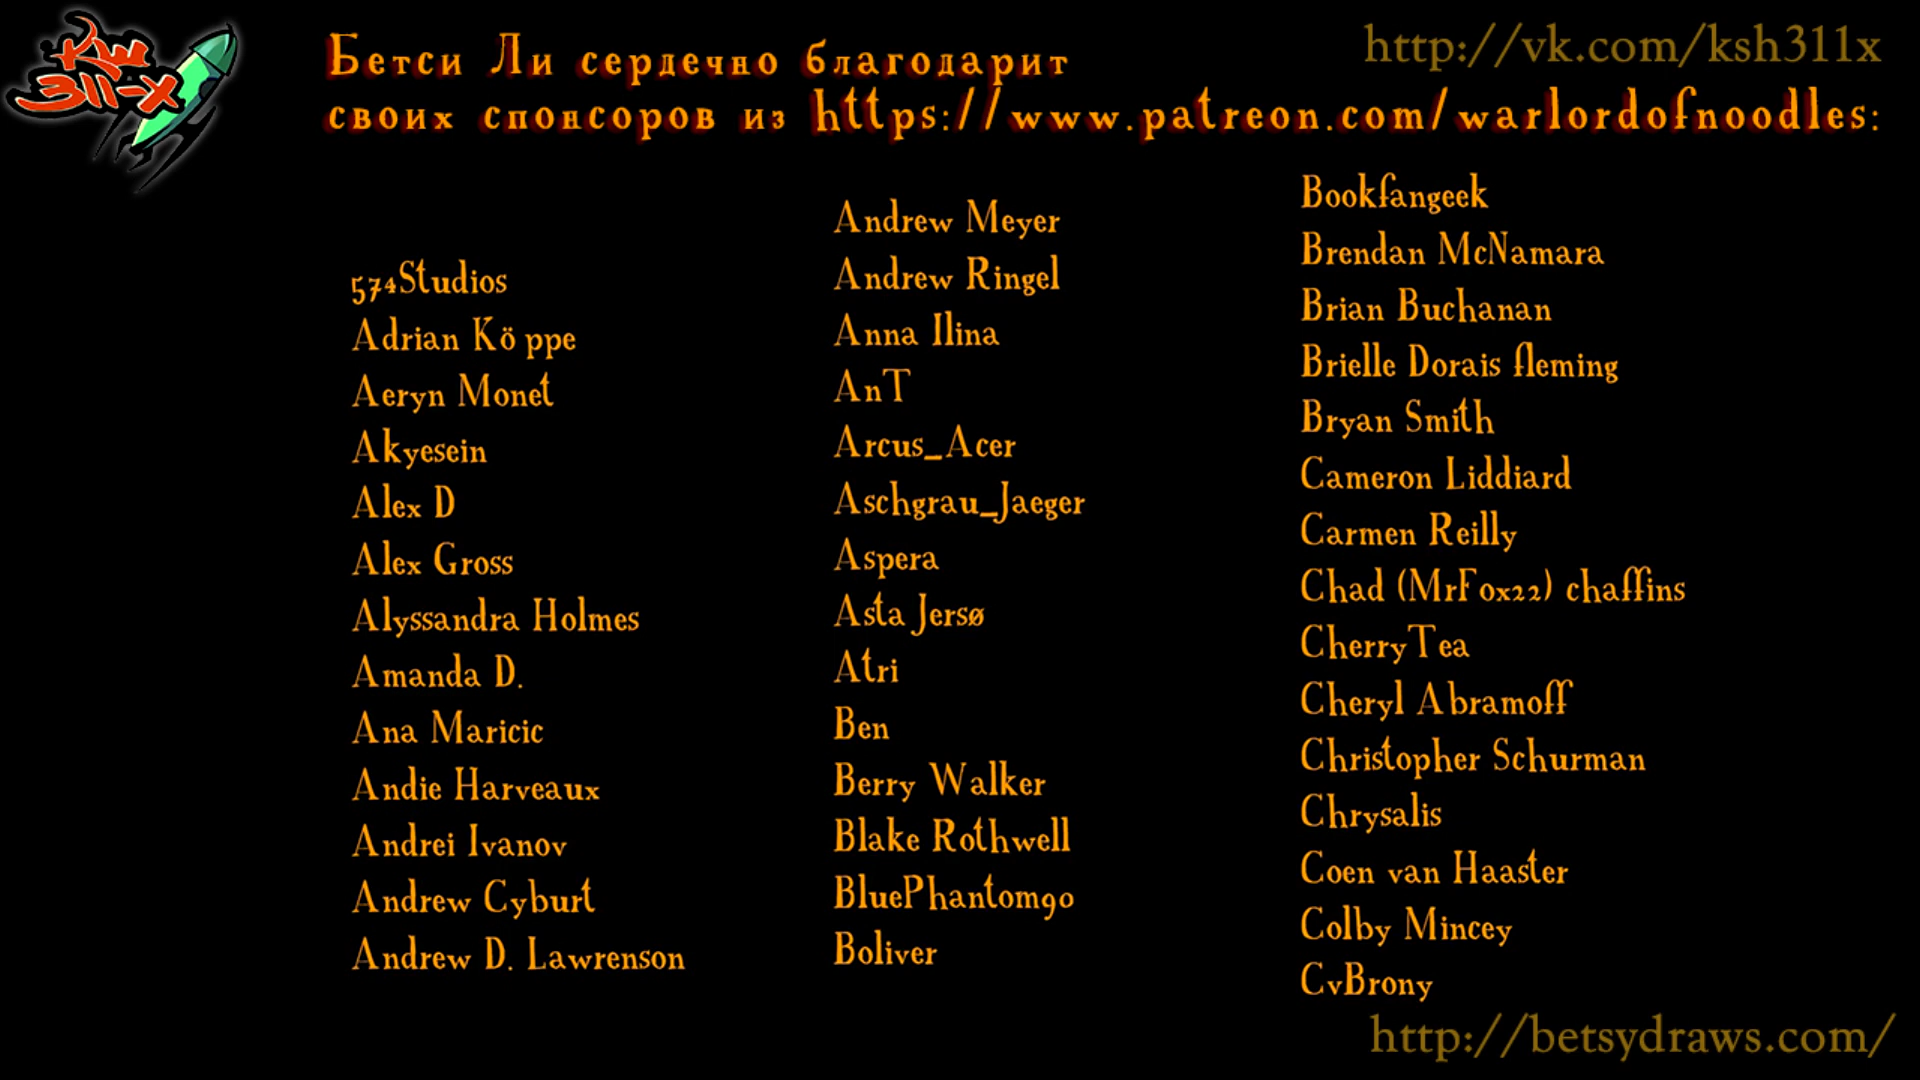 КШ
311-X
Бетси Ли сердечно благодарит
своих спонсоров из https://www.patreon.com/warlordofnoodles:
http://vk.com/ksh311x
574Studios
Adrian Kö ppe
Aeryn Monet
Akyesein
Alex D
Alex Gross
Alyssandra Holmes
Amanda D.
Ana Maricic
Andie Harveaux
Andrei Ivanov
Andrew Cyburt
Andrew D. Lawrenson
Andrew Meyer
Andrew Ringel
Anna Ilina
AnT
Arcus_Acer
Aschgrau_Jaeger
Aspera
Asta Jersø
Atri
Ben
Berry Walker
Blake Rothwell
BluePhantom90
Boliver
Bookfangeek
Brendan McNamara
Brian Buchanan
Brielle Dorais fleming
Bryan Smith
Cameron Liddiard
Carmen Reilly
Chad (MrFox22) chaffins
CherryTea
Cheryl Abramoff
Christopher Schurman
Chrysalis
Coen van Haaster
Colby Mincey
CvBrony
http://betsydraws.com/